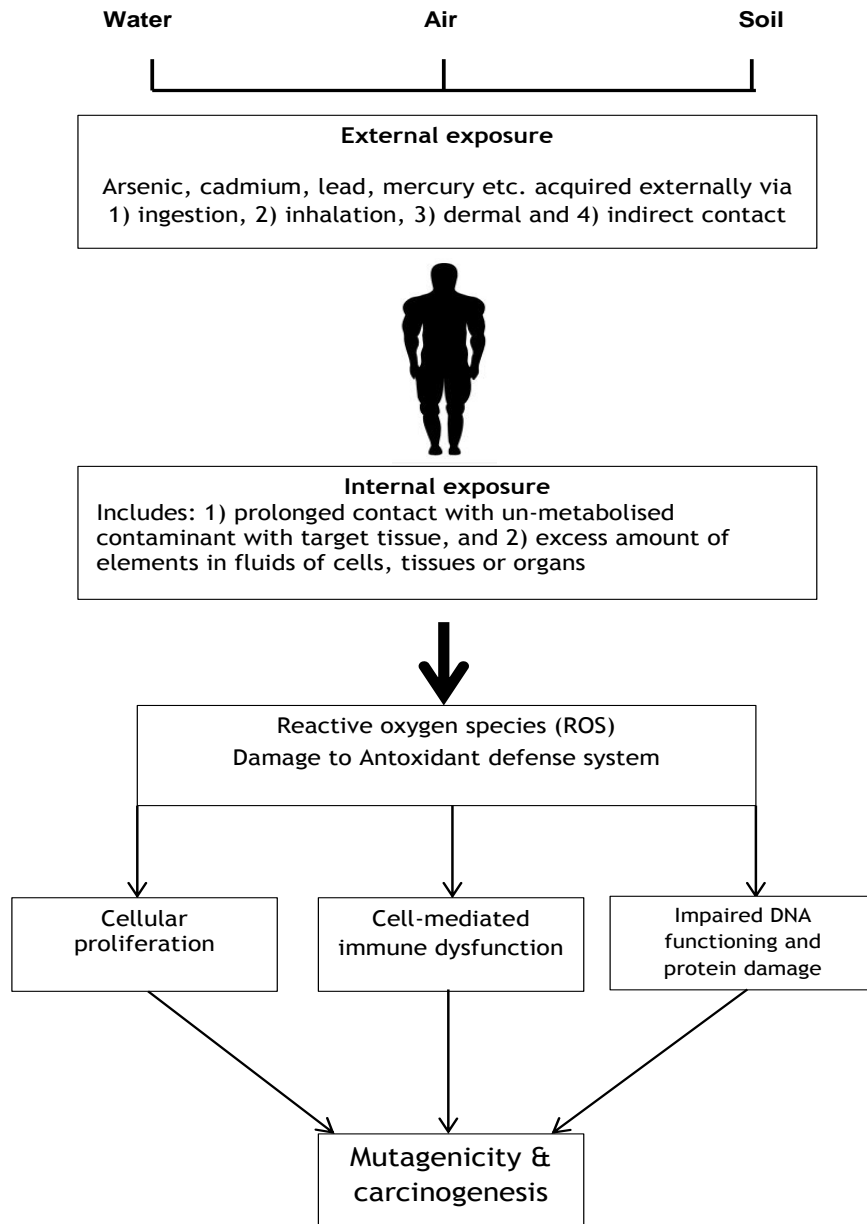 Water Air Soil
External exposure
Arsenic, cadmium, lead, mercury etc. acquired externally via
1) ingestion, 2) inhalation, 3) dermal and 4) indirect contact
Internal exposure
Includes: 1) prolonged contact with un-metabolised
contaminant with target tissue, and 2) excess amount of
elements in fluids of cells, tissues or organs
Reactive oxygen species (ROS)
Damage to Antoxidant defense system
Cellular
proliferation
Cell-mediated
immune dysfunction
Impaired DNA
functioning and
protein damage
Mutagenicity &
carcinogenesis